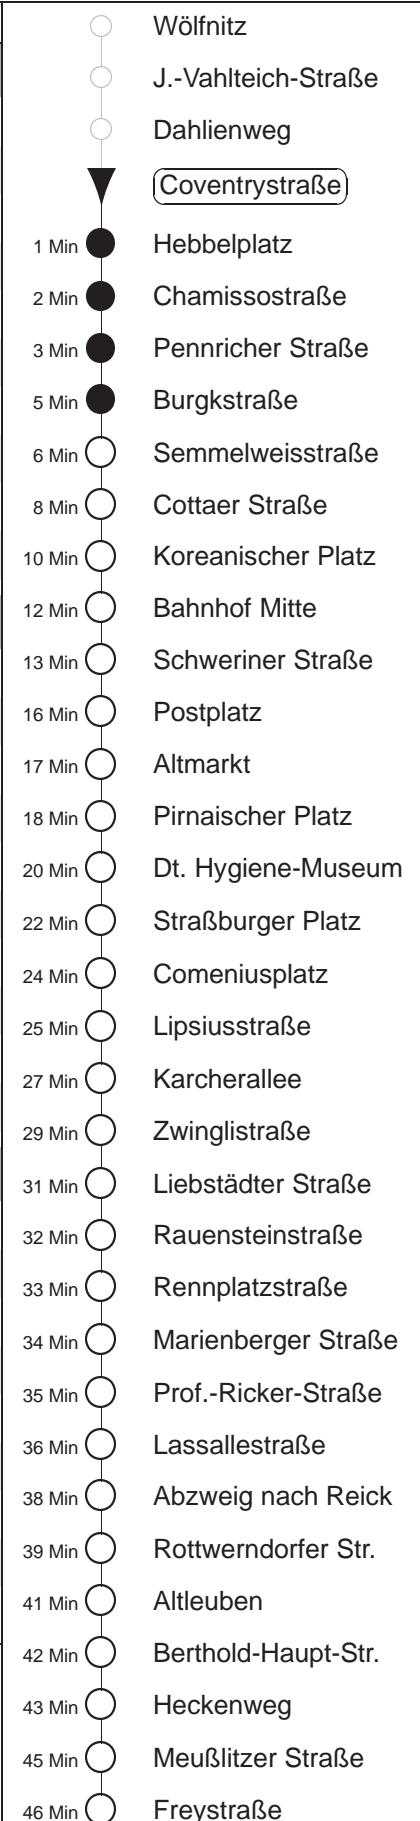 Wölfnitz
J.-Vahlteich-Straße
Dahlienweg
Coventrystraße
1 Min Hebbelplatz
2 Min Chamissostraße
3 Min Pennricher Straße
5 Min Burgkstraße
6 Min Semmelweisstraße
8 Min Cottaer Straße
10 Min Koreanischer Platz
12 Min Bahnhof Mitte
13 Min Schweriner Straße
16 Min Postplatz
17 Min Altmarkt
18 Min Pirnaischer Platz
20 Min Dt. Hygiene-Museum
22 Min Straßburger Platz
24 Min Comeniusplatz
25 Min Lipsiusstraße
27 Min Karcherallee
29 Min Zwinglistraße
31 Min Liebstädter Straße
32 Min Rauensteinstraße
33 Min Rennplatzstraße
34 Min Marienberger Straße
35 Min Prof.-Ricker-Straße
36 Min Lassallestraße
38 Min Abzweig nach Reick
39 Min Rottwerndorfer Str.
41 Min Altleuben
42 Min Berthold-Haupt-Str.
43 Min Heckenweg
45 Min Meußlitzer Straße
46 Min Freystraße